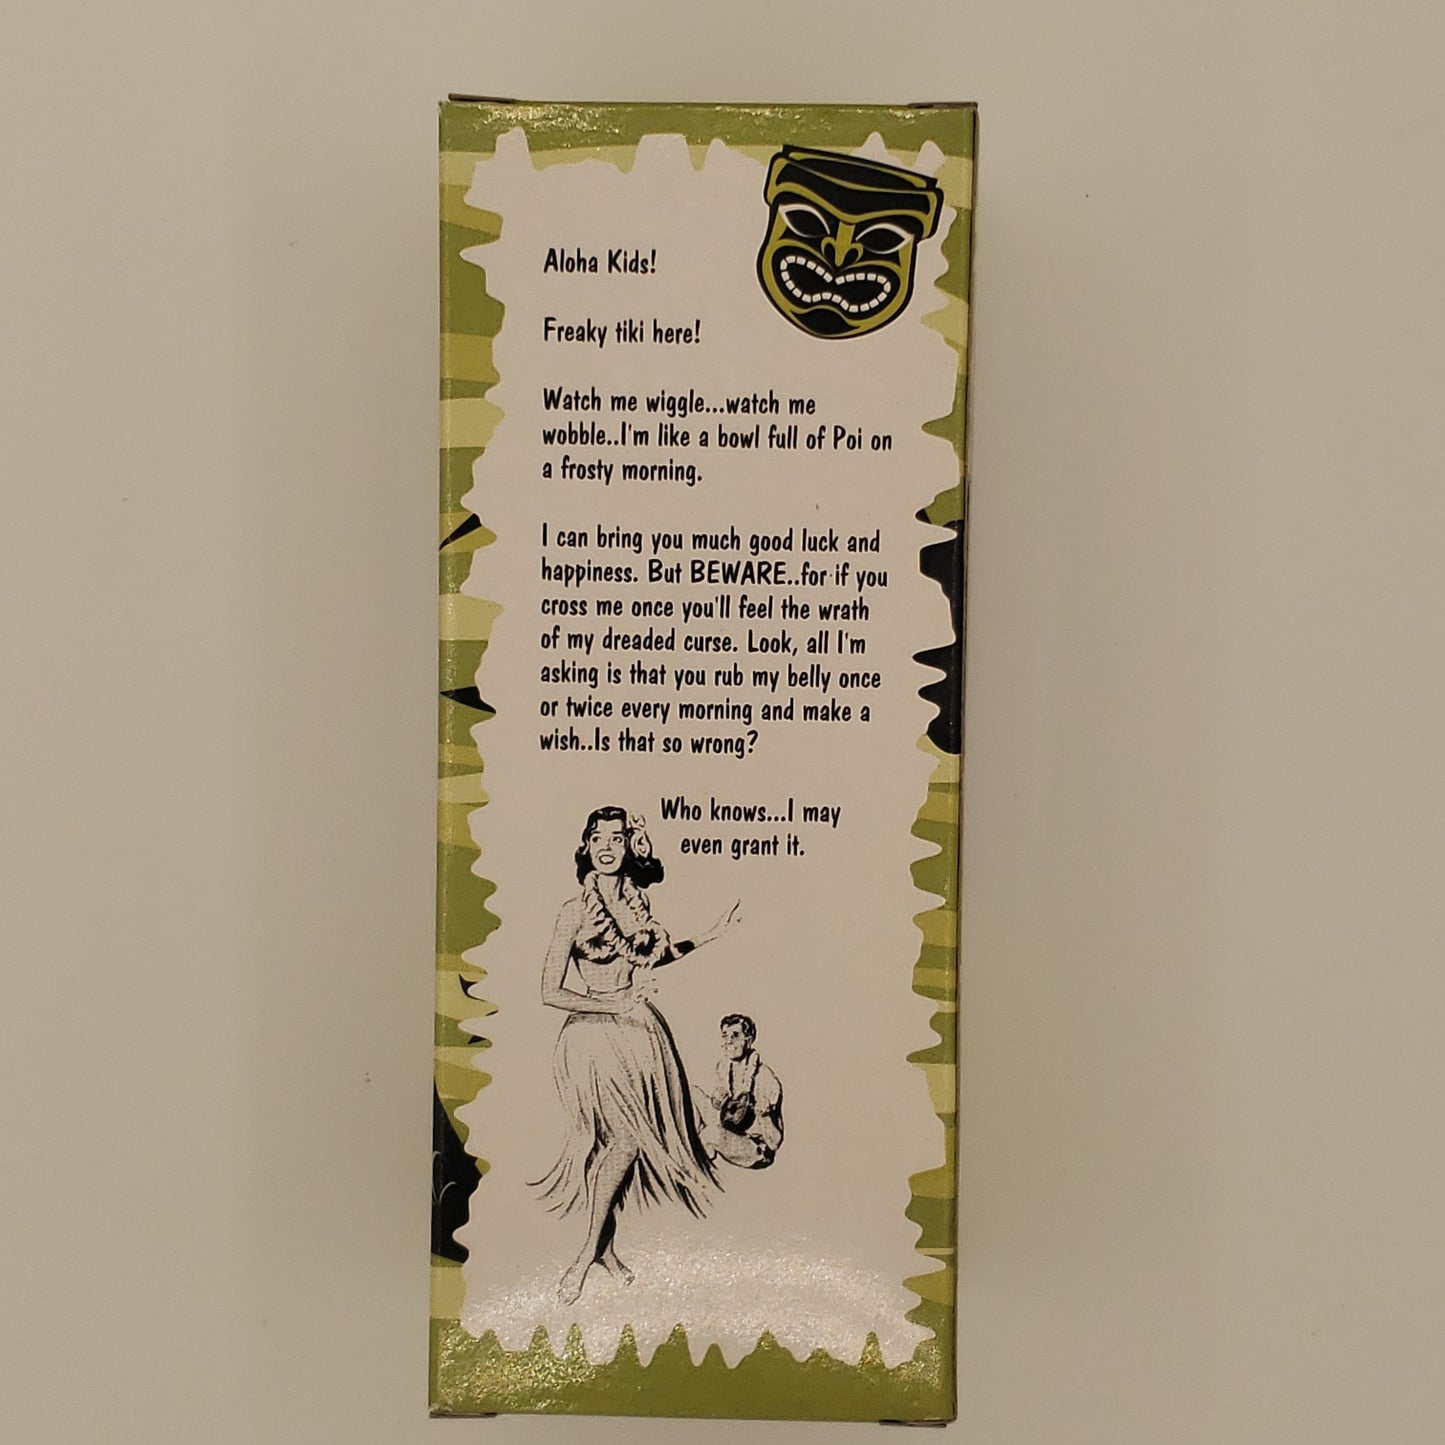 Aloha Kids!
Freaky tiki here!
Watch me wiggle...watch me
wobble..I'm like a bowl full of Poi on
a frosty morning.
I can bring you much good luck and
happiness. But BEWARE..for if you
cross me once you'll feel the wrath
of my dreaded curse. Look, all I'm
asking is that you rub my belly once
or twice every morning and make a
wish..Is that so wrong?
Who knows...I may
even grant it.